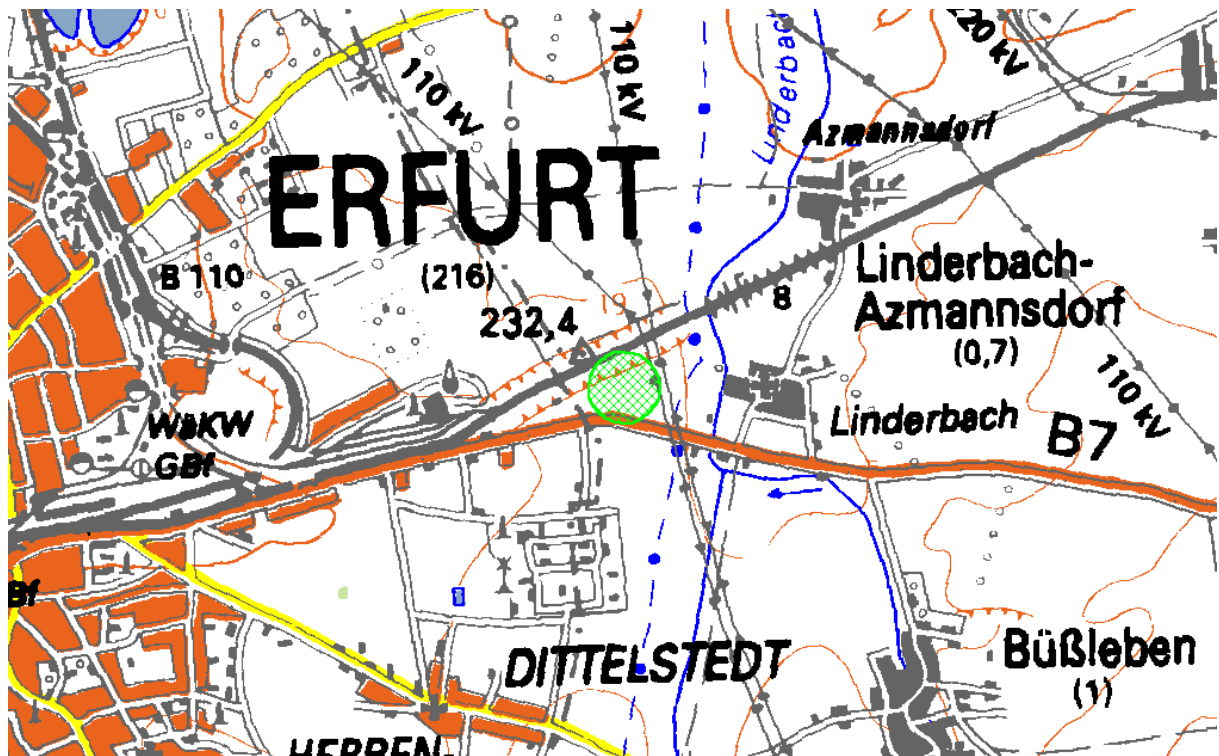 220 kV
110 kV
110 kV
Linderbach
Azmannsdorf
ERFURT
(216)
B 110
232,4
19
8
Linderbach-
Azmannsdorf
(0,7)
110 kV
WaKW
GBf
Linderbach
B7
Bf
DITTELSTEDT
Büßleben
(1)
HERREN-